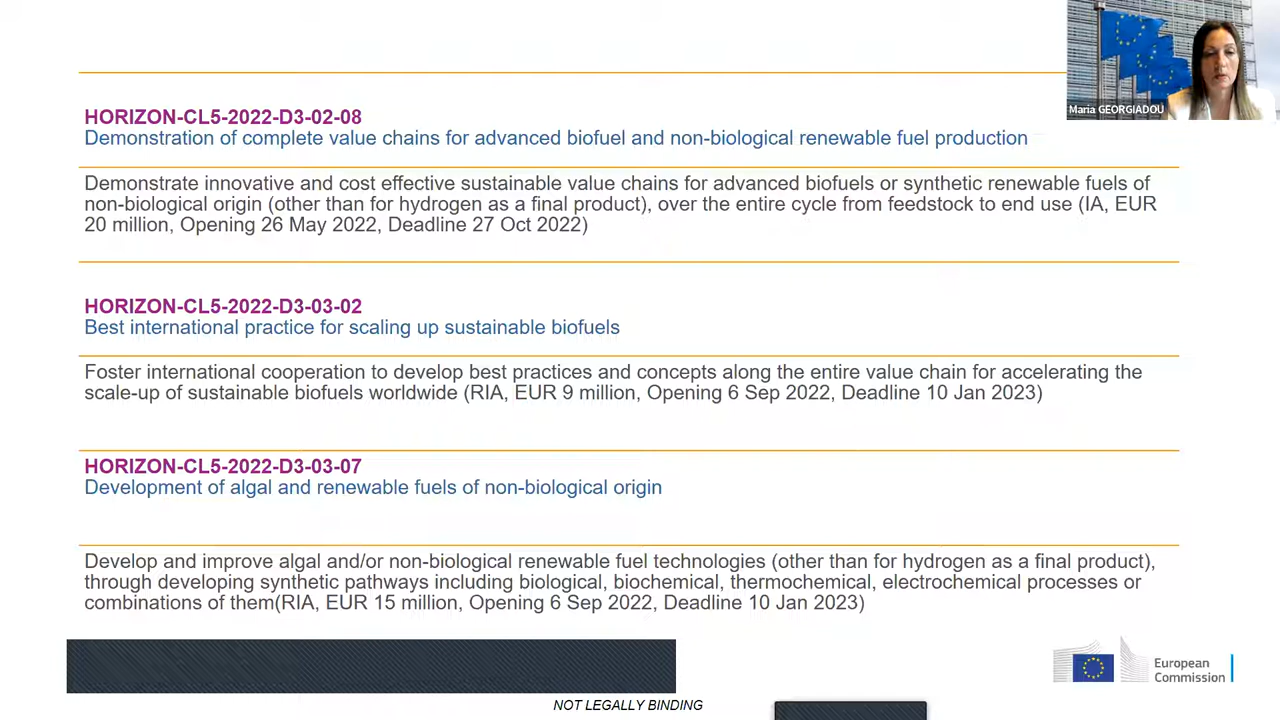 Maria GEORGIADOU
HORIZON-CL5-2022-D3-02-08
Demonstration of complete value chains for advanced biofuel and non-biological renewable fuel production
Demonstrate innovative and cost effective sustainable value chains for advanced biofuels or synthetic renewable fuels of
non-biological origin (other than for hydrogen as a final product), over the entire cycle from feedstock to end use (IA, EUR
20 million, Opening 26 May 2022, Deadline 27 Oct 2022)
HORIZON-CL5-2022-D3-03-02
Best international practice for scaling up sustainable biofuels
Foster international cooperation to develop best practices and concepts along the entire value chain for accelerating the
scale-up of sustainable biofuels worldwide (RIA, EUR 9 million, Opening 6 Sep 2022, Deadline 10 Jan 2023)
HORIZON-CL5-2022-D3-03-07
Development of algal and renewable fuels of non-biological origin
Develop and improve algal and/or non-biological renewable fuel technologies (other than for hydrogen as a final product),
through developing synthetic pathways including biological, biochemical, thermochemical, electrochemical processes or
combinations of them(RIA, EUR 15 million, Opening 6 Sep 2022, Deadline 10 Jan 2023)
European
Commission
NOT LEGALLY BINDING